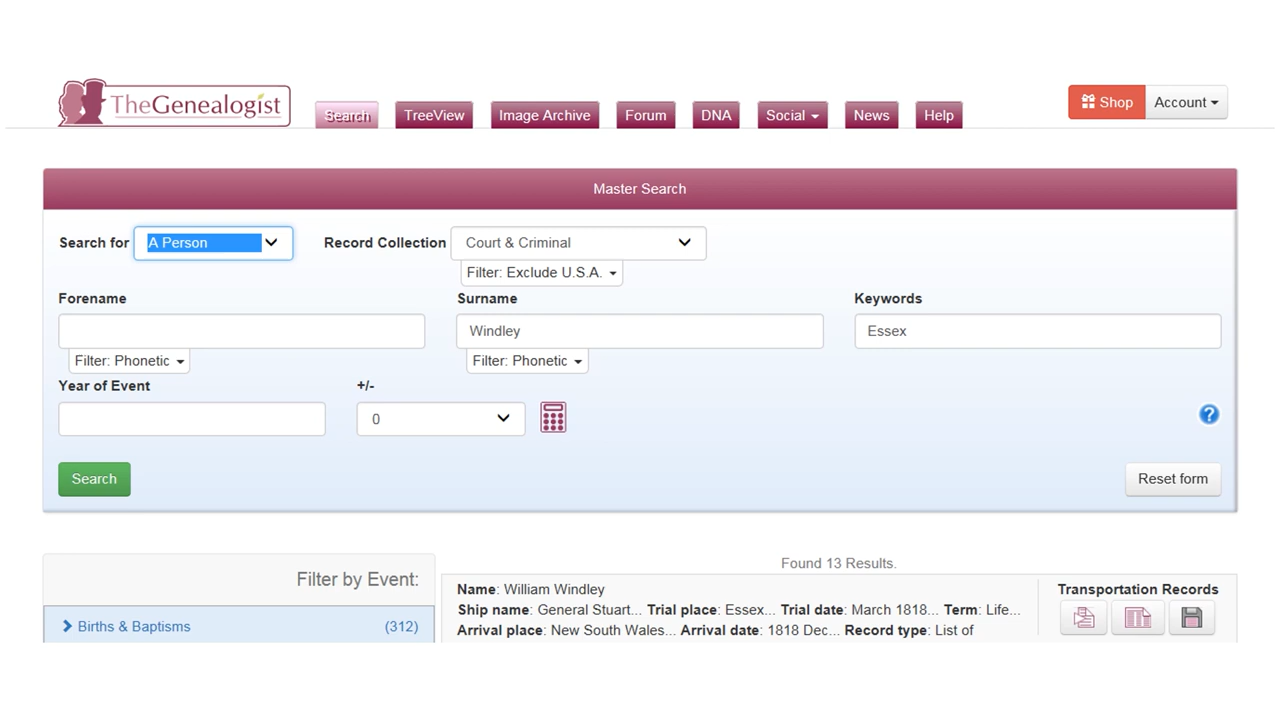 TheGenealogist
Search TreeView Image Archive Forum DNA Social News Help
Shop Account
Master Search
Search for A Person Record Collection Court & Criminal
Filter: Exclude U.S.A.
Forename Surname Keywords
Windley Essex
Filter: Phonetic Filter: Phonetic
Year of Event +/-
0 ?
Search Reset form
Found 13 Results.
Filter by Event:
Births & Baptisms (312)
Name: William Windley
Ship name: General Stuart... Trial place: Essex... Trial date: March 1818... Term: Life...
Arrival place: New South Wales... Arrival date: 1818 Dec... Record type: List of
Transportation Records